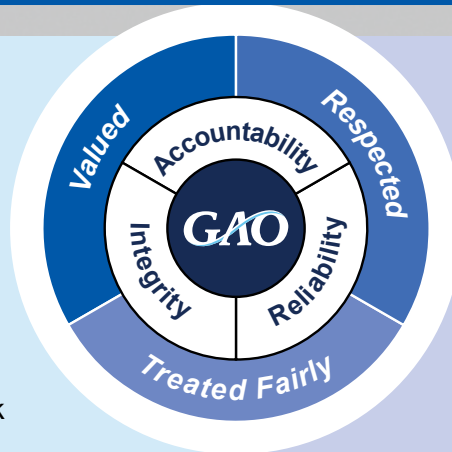 Valued
Respected
Accountability
GAO
Integrity
Reliability
Treated Fairly